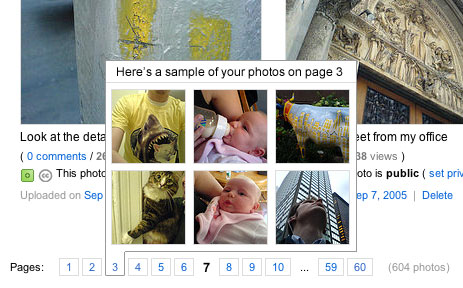 Here's a sample of your photos on page 3
Look at the deta
eet from my office
( 0 comments / 26
38 views )
This phot
oto is public ( set priv
Uploaded on Sep
ep 7, 2005 | Delete
Pages: 1 2 3 4 5 6 7 8 9 10 ... 59 60 (604 photos)